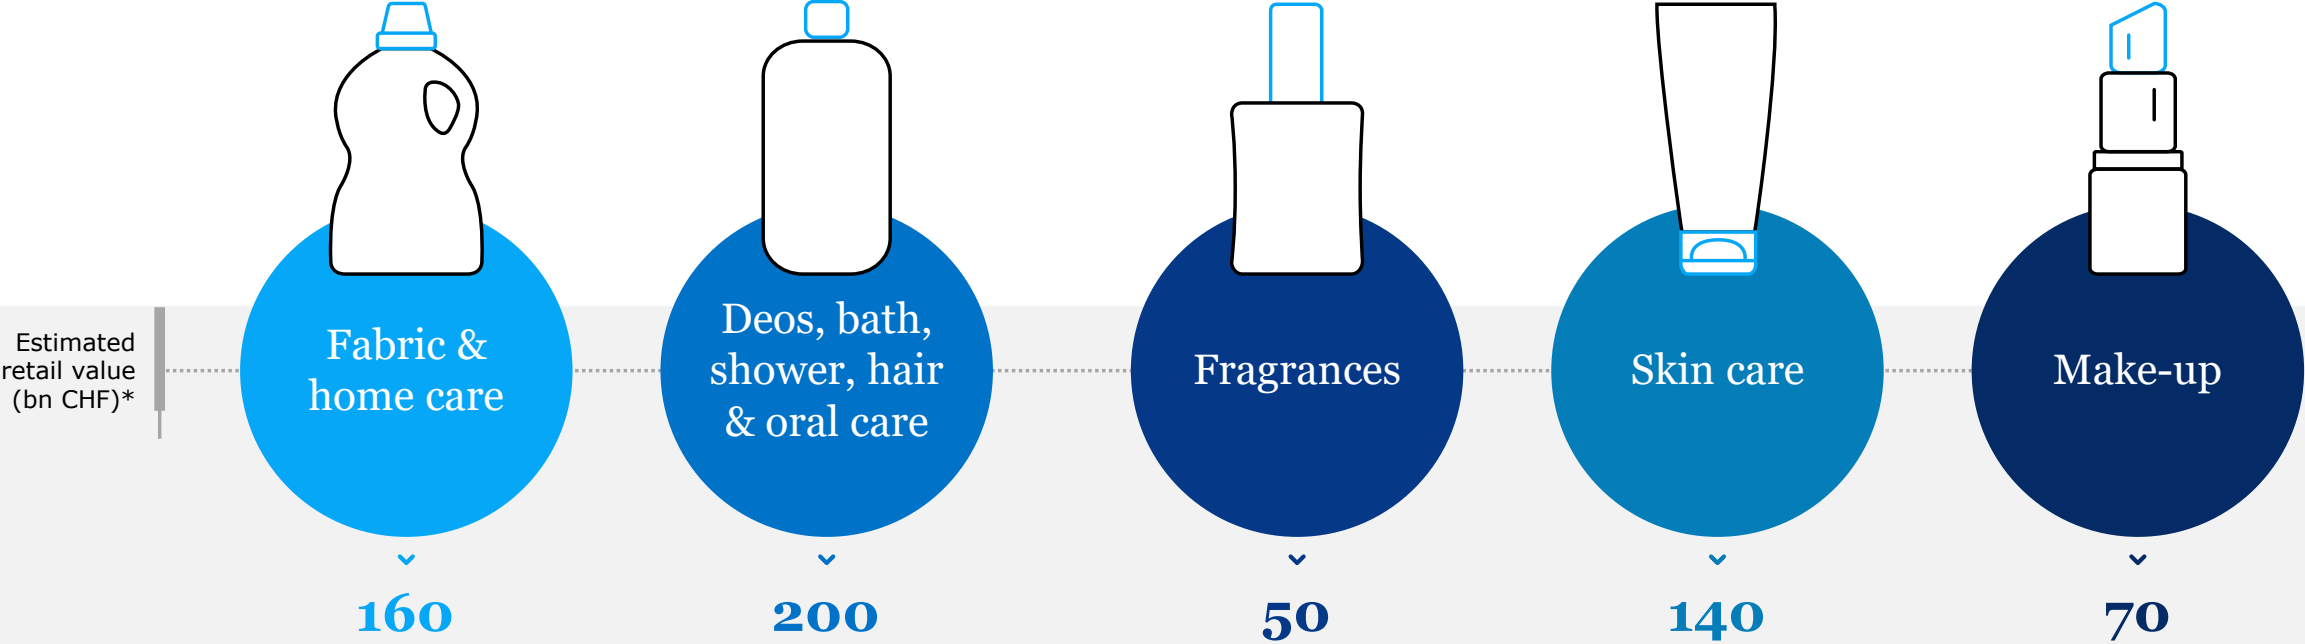 Estimated
retail value
(bn CHF)*
Fabric &
home care
Deos, bath,
shower, hair
& oral care
Fragrances
Skin care
Make-up
160
200
50
140
70